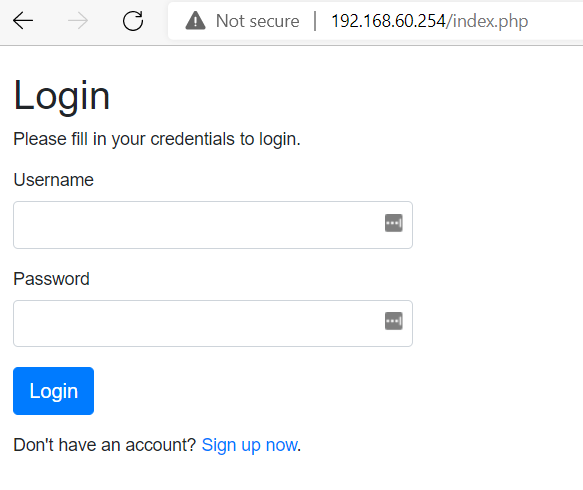 Not secure | 192.168.60.254/index.php
Login
Please fill in your credentials to login.
Username
Password
Login
Don't have an account? Sign up now.